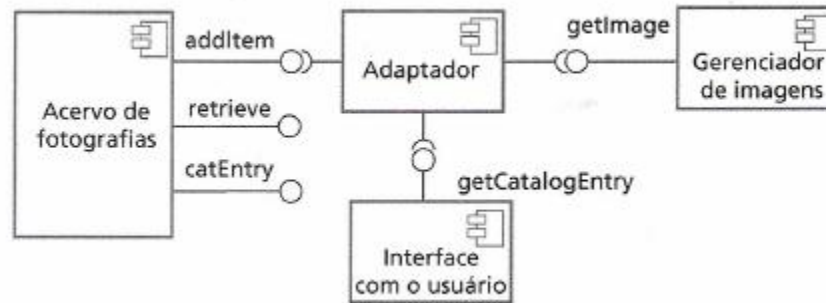 addItem
getImage
Acervo de
fotografias
Adaptador
Gerenciador
de imagens
retrieve
catEntry
getCatalogEntry
Interface
com o usuário